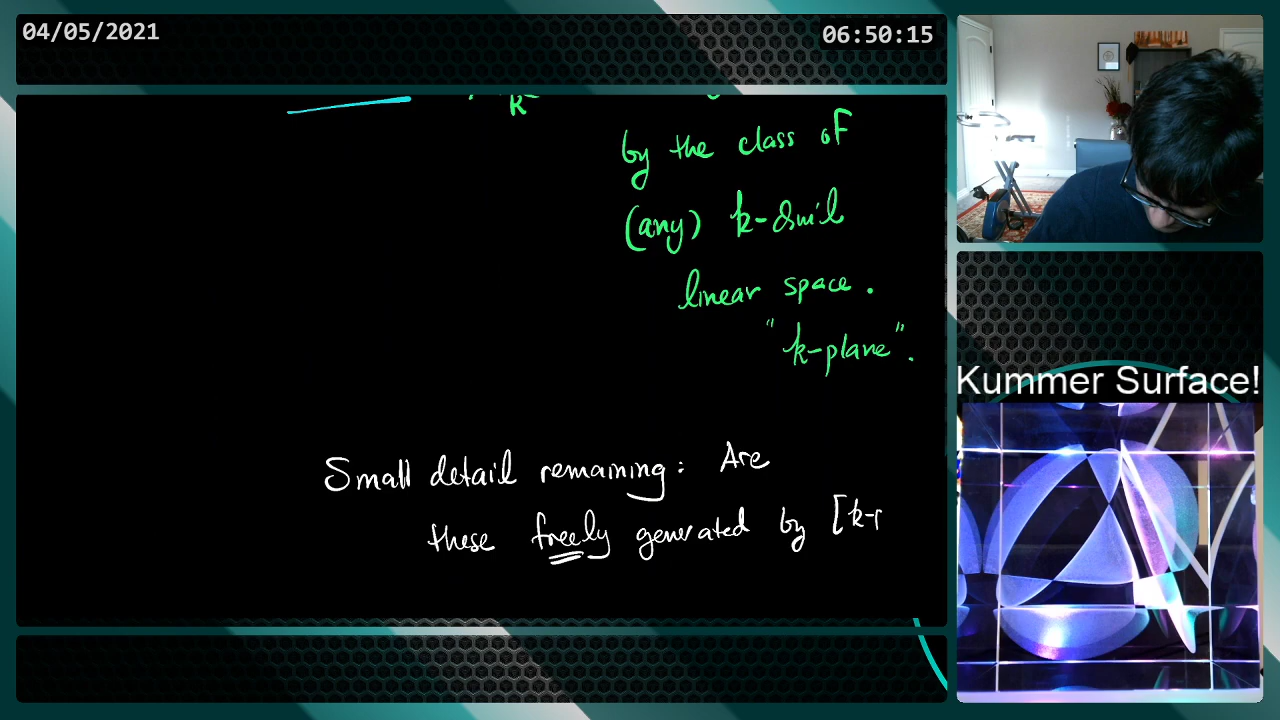 04/05/2021
06:50:15
k
by the class of
(any) k-dim'l
linear space.
"k-plane".
Small detail remaining: Are
these freely generated by [k-p
Kummer Surface!